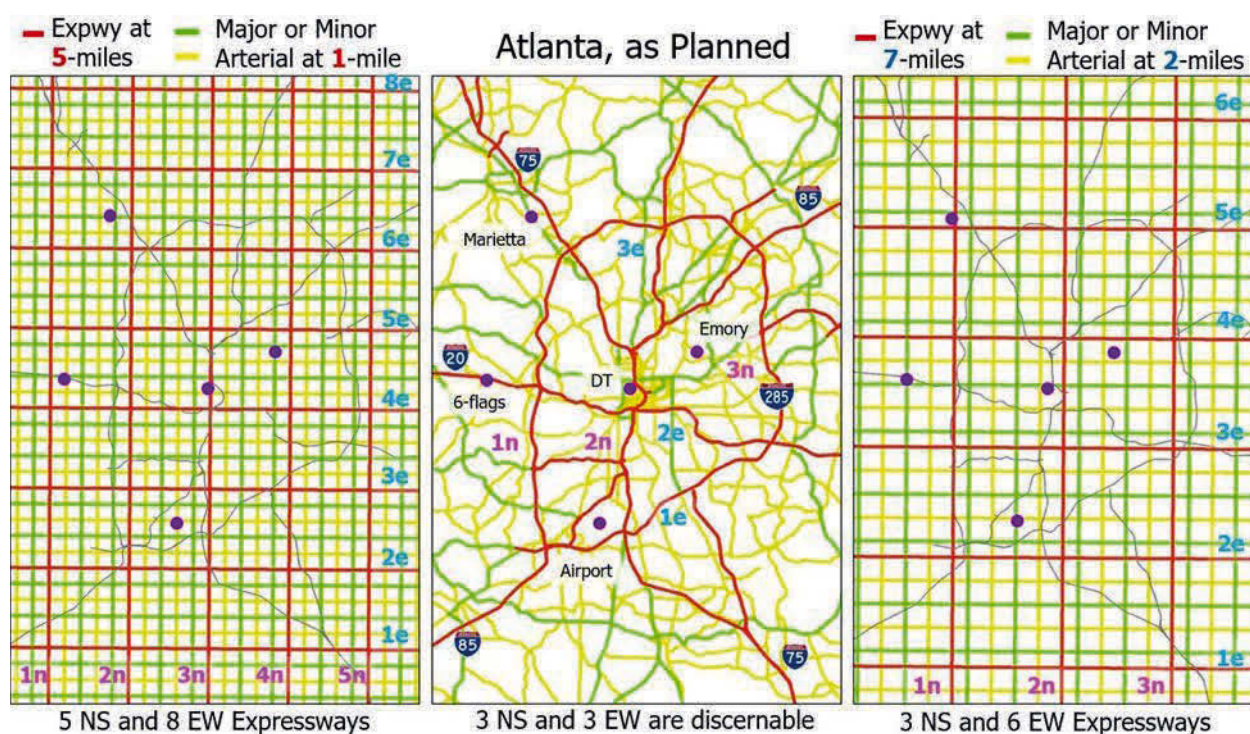 Expwy at
5-miles
Major or Minor
Arterial at 1-mile
8e
7e
6e
5e
4e
3e
2e
1e
1n
2n
3n
4n
5n
5 NS and 8 EW Expressways
Atlanta, as Planned
75
85
Marietta
3e
Emory
20
DT
3n
6-flags
285
1n
2n
2e
1e
Airport
85
75
3 NS and 3 EW are discernable
Expwy at
7-miles
Major or Minor
Arterial at 2-miles
6e
5e
4e
3e
2e
1e
1n
2n
3n
3 NS and 6 EW Expressways